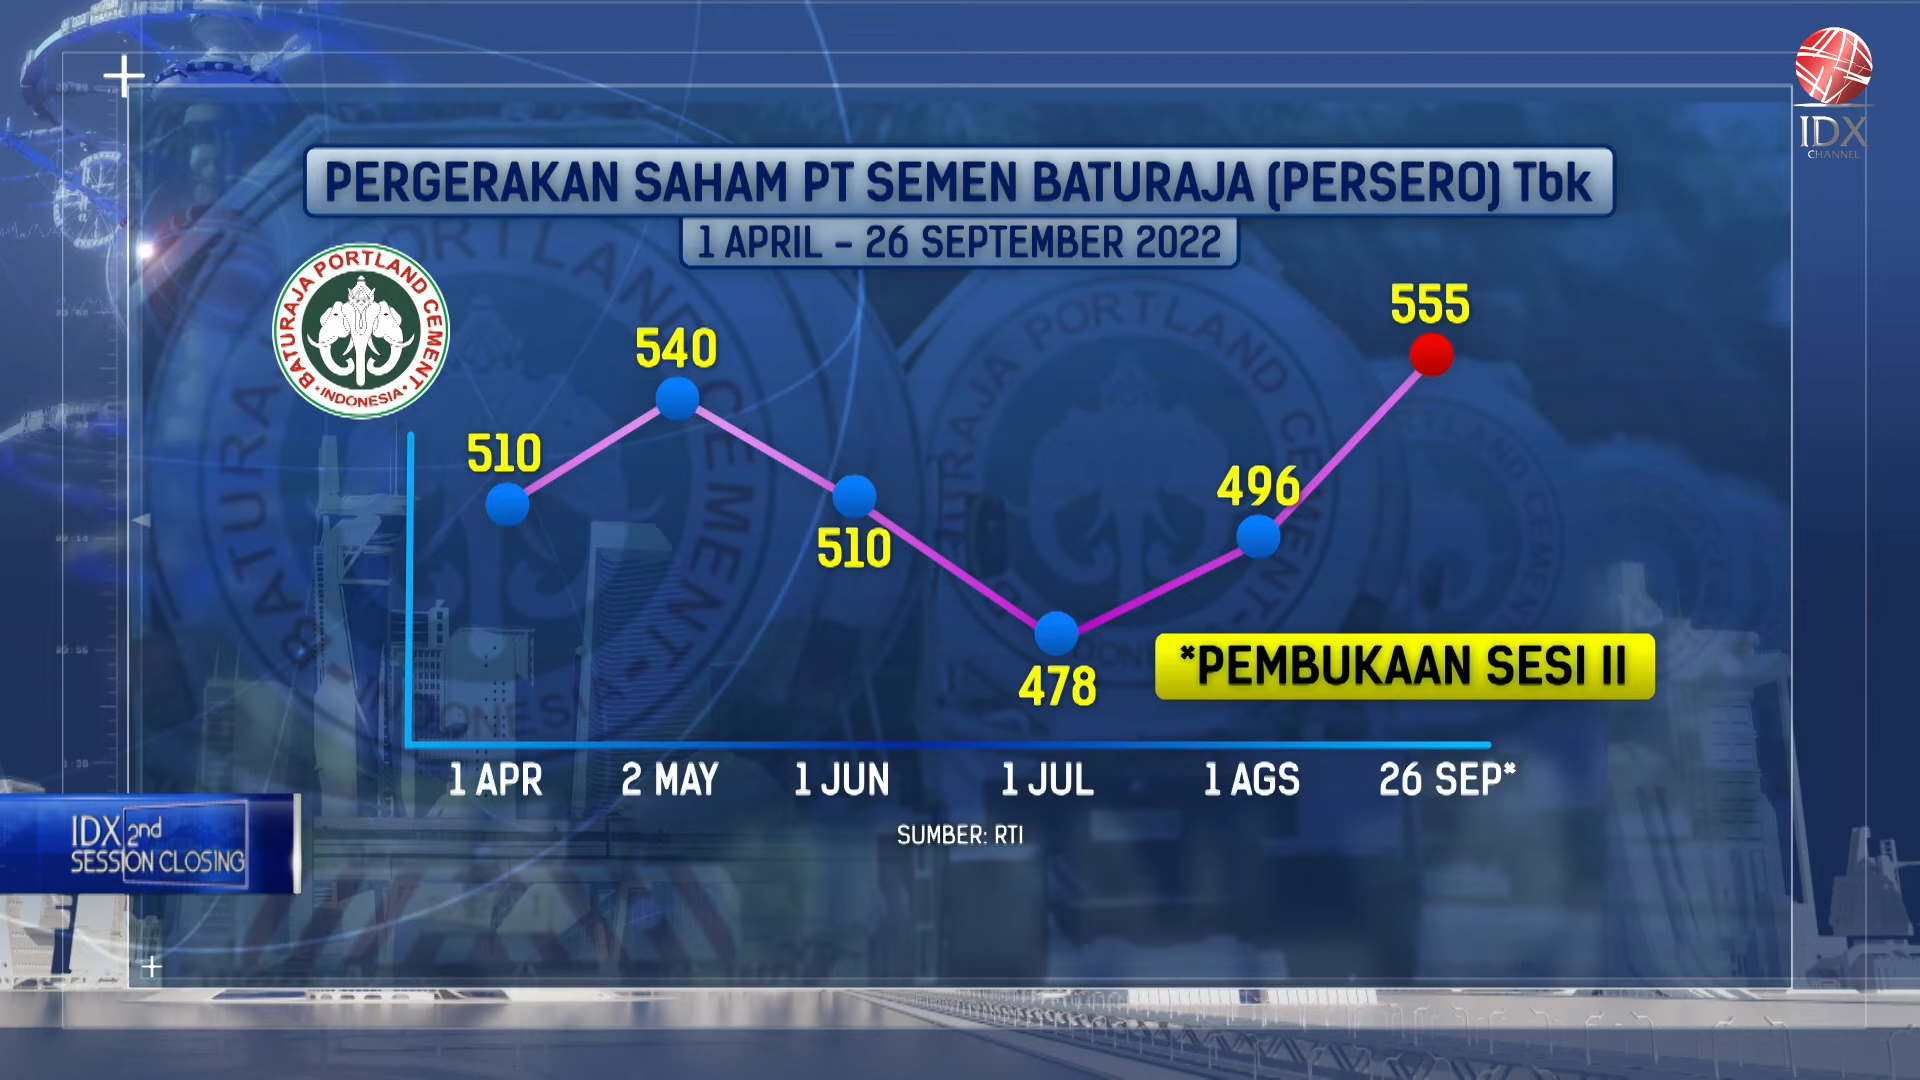 IDX
CHANNEL
PERGERAKAN SAHAM PT SEMEN BATURAJA (PERSERO) Tbk
1 APRIL – 26 SEPTEMBER 2022
BATURAJA PORTLAND CEMENT
INDONESIA
510
540
510
478
496
555
*PEMBUKAAN SESI II
1 APR 2 MAY 1 JUN 1 JUL 1 AGS 26 SEP*
SUMBER: RTI
IDX 2nd
SESSION CLOSING